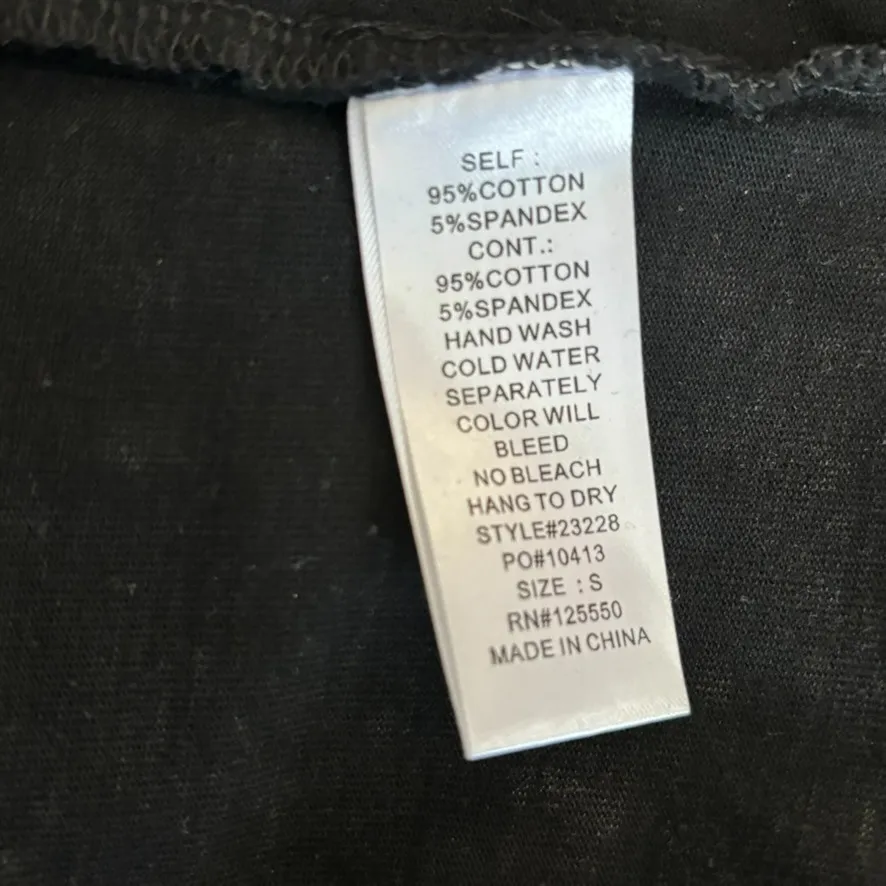 SELF :
95%COTTON
5%SPANDEX
CONT.:
95%COTTON
5%SPANDEX
HAND WASH
COLD WATER
SEPARATELY
COLOR WILL
BLEED
NO BLEACH
HANG TO DRY
STYLE#23228
PO#10413
SIZE : S
RN#125550
MADE IN CHINA